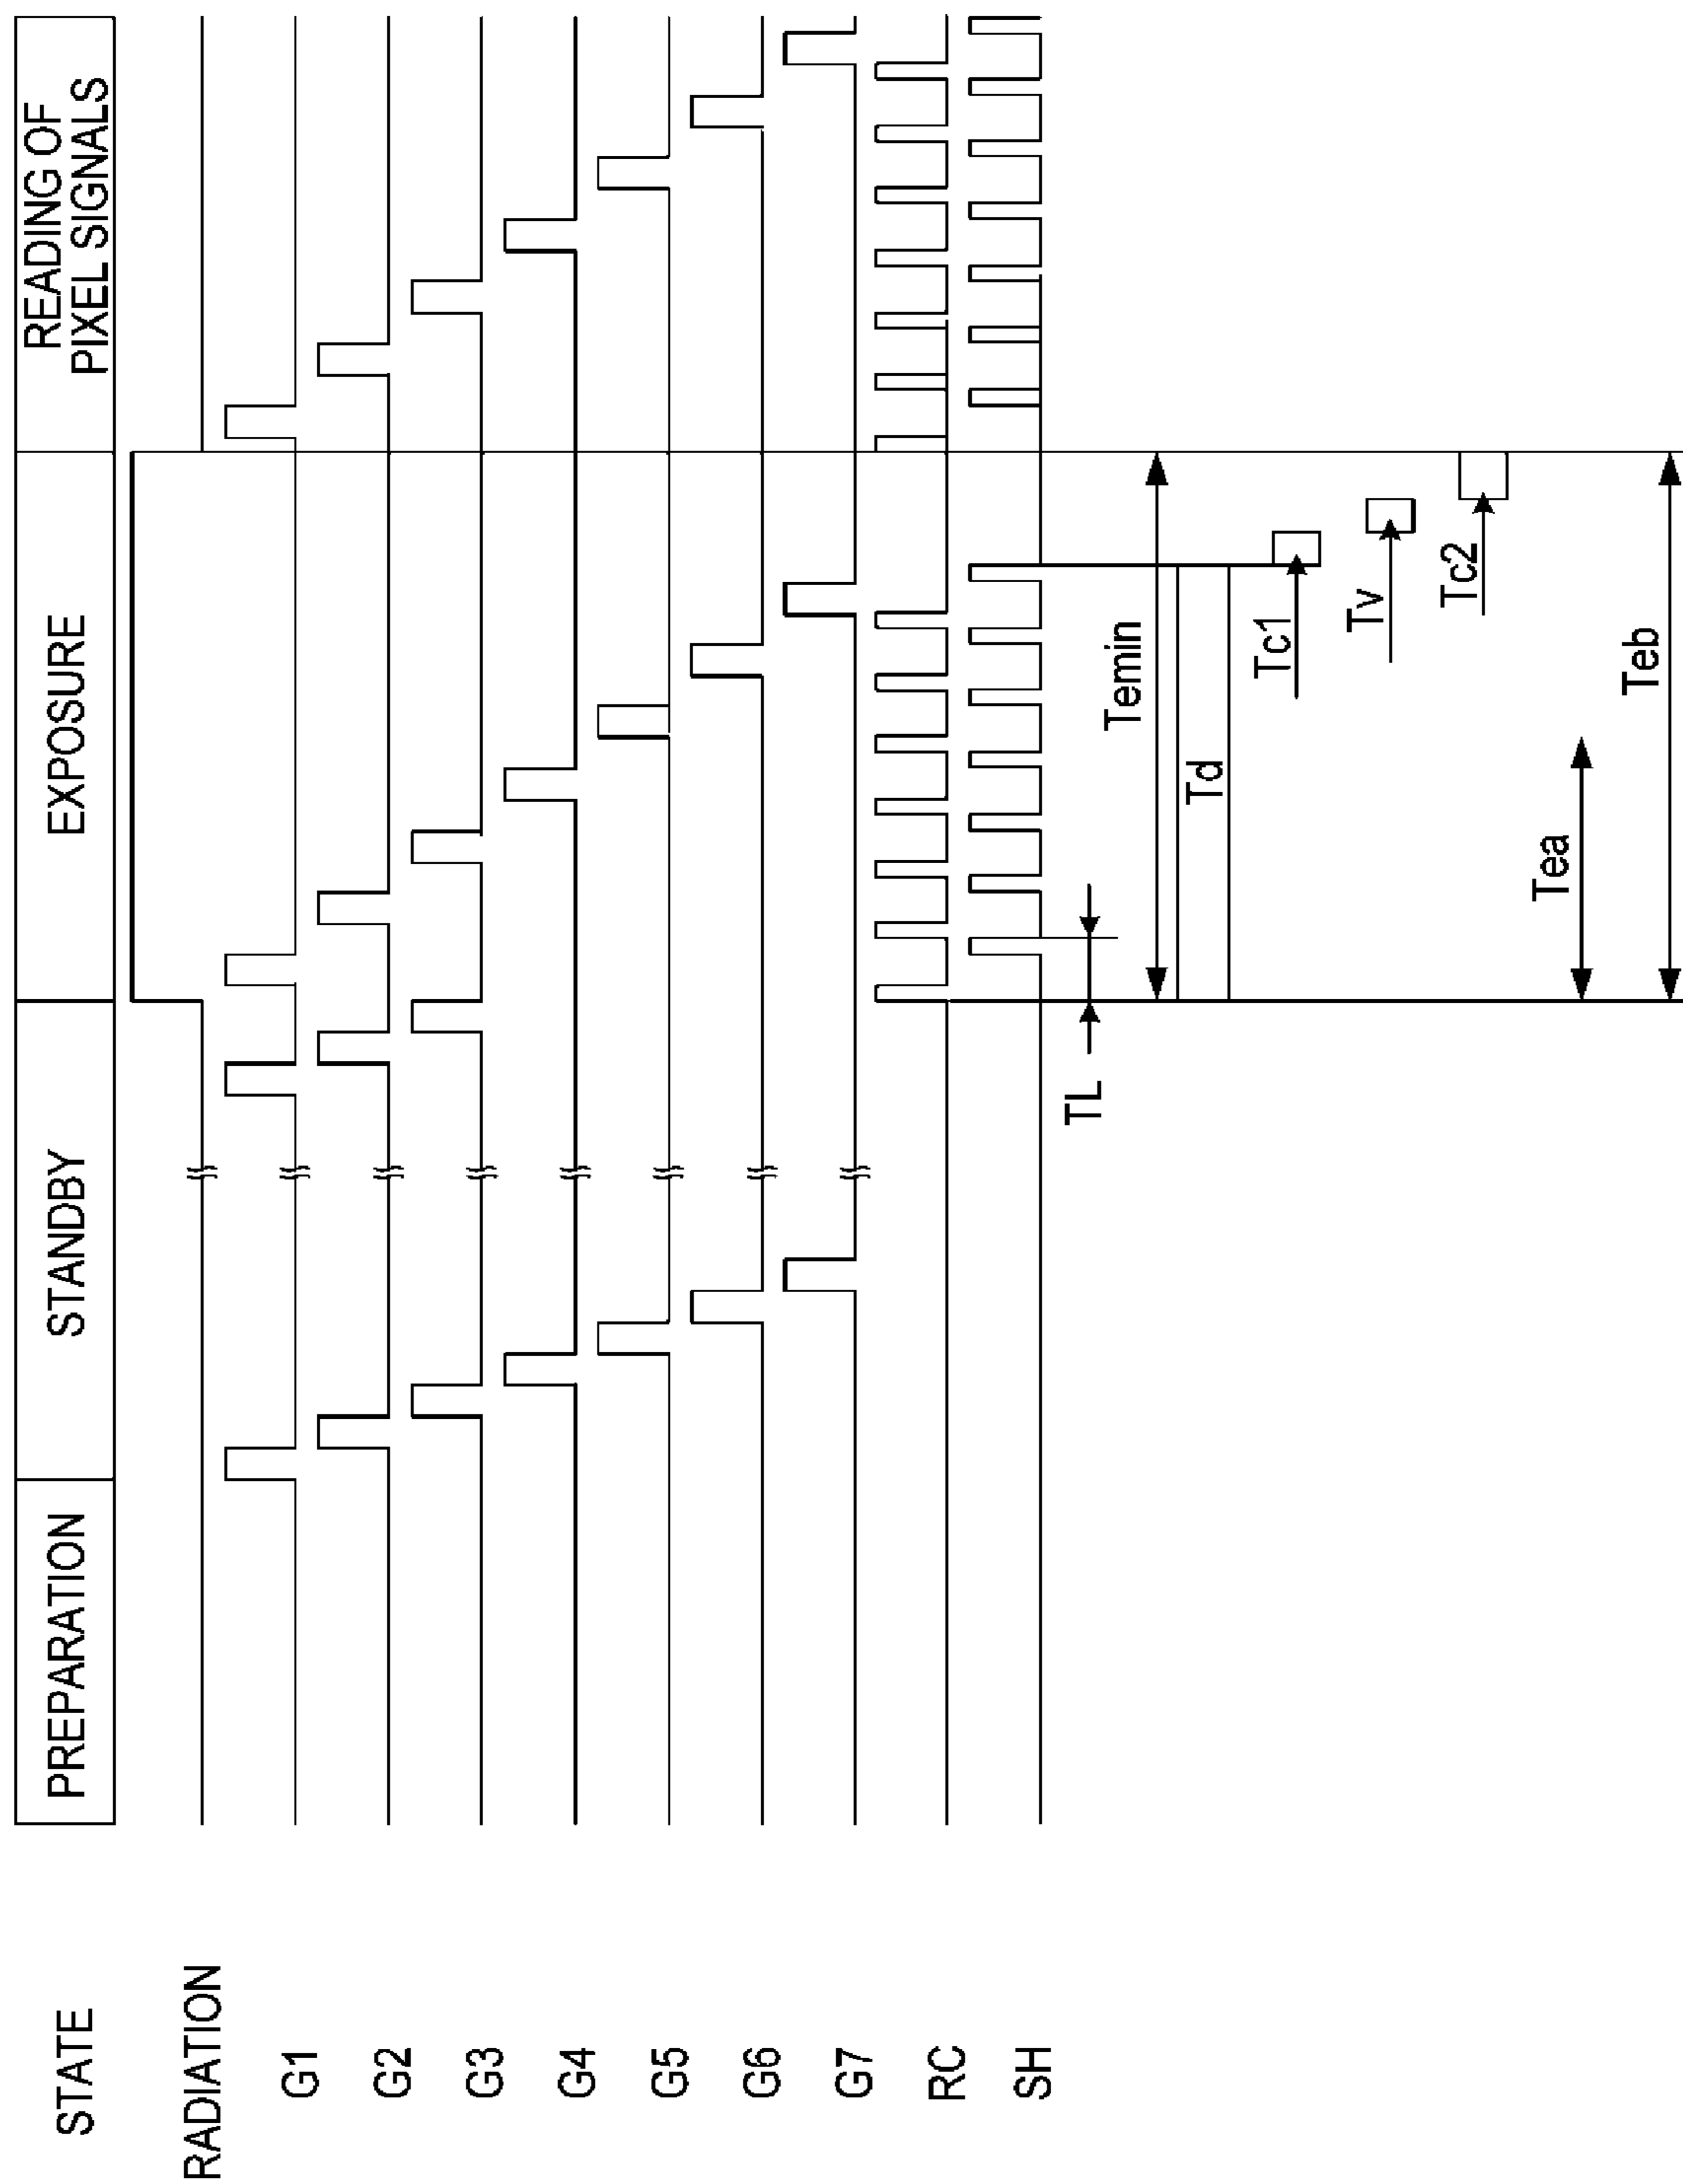 STATE
PREPARATION
STANDBY
EXPOSURE
READING OF
PIXEL SIGNALS
RADIATION
G1
G2
G3
G4
G5
G6
G7
RC
SH
TL
Temin
Td
Tc1
Tv
Tc2
Tea
Teb